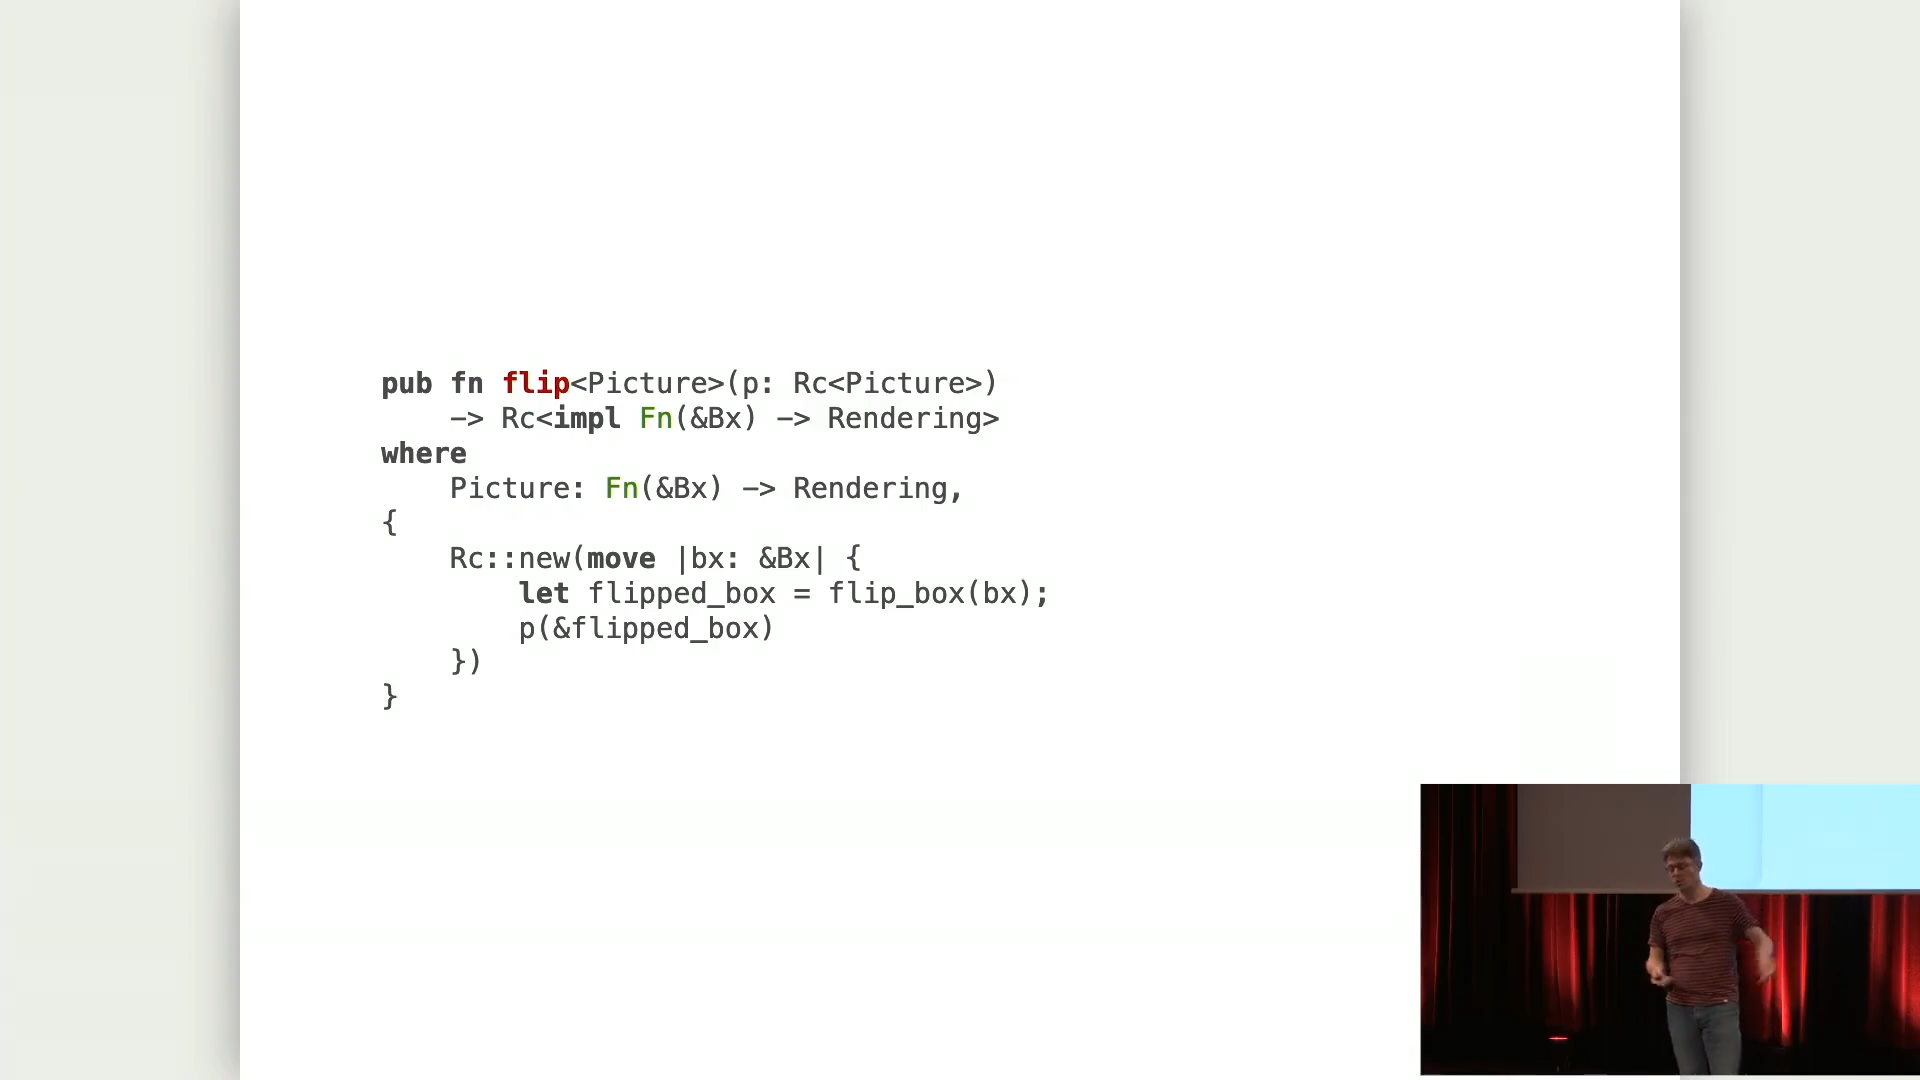 pub fn flip<Picture>(p: Rc<Picture>)
    -> Rc<impl Fn(&Bx) -> Rendering>
where
    Picture: Fn(&Bx) -> Rendering,
{
    Rc::new(move |bx: &Bx| {
        let flipped_box = flip_box(bx);
        p(&flipped_box)
    })
}